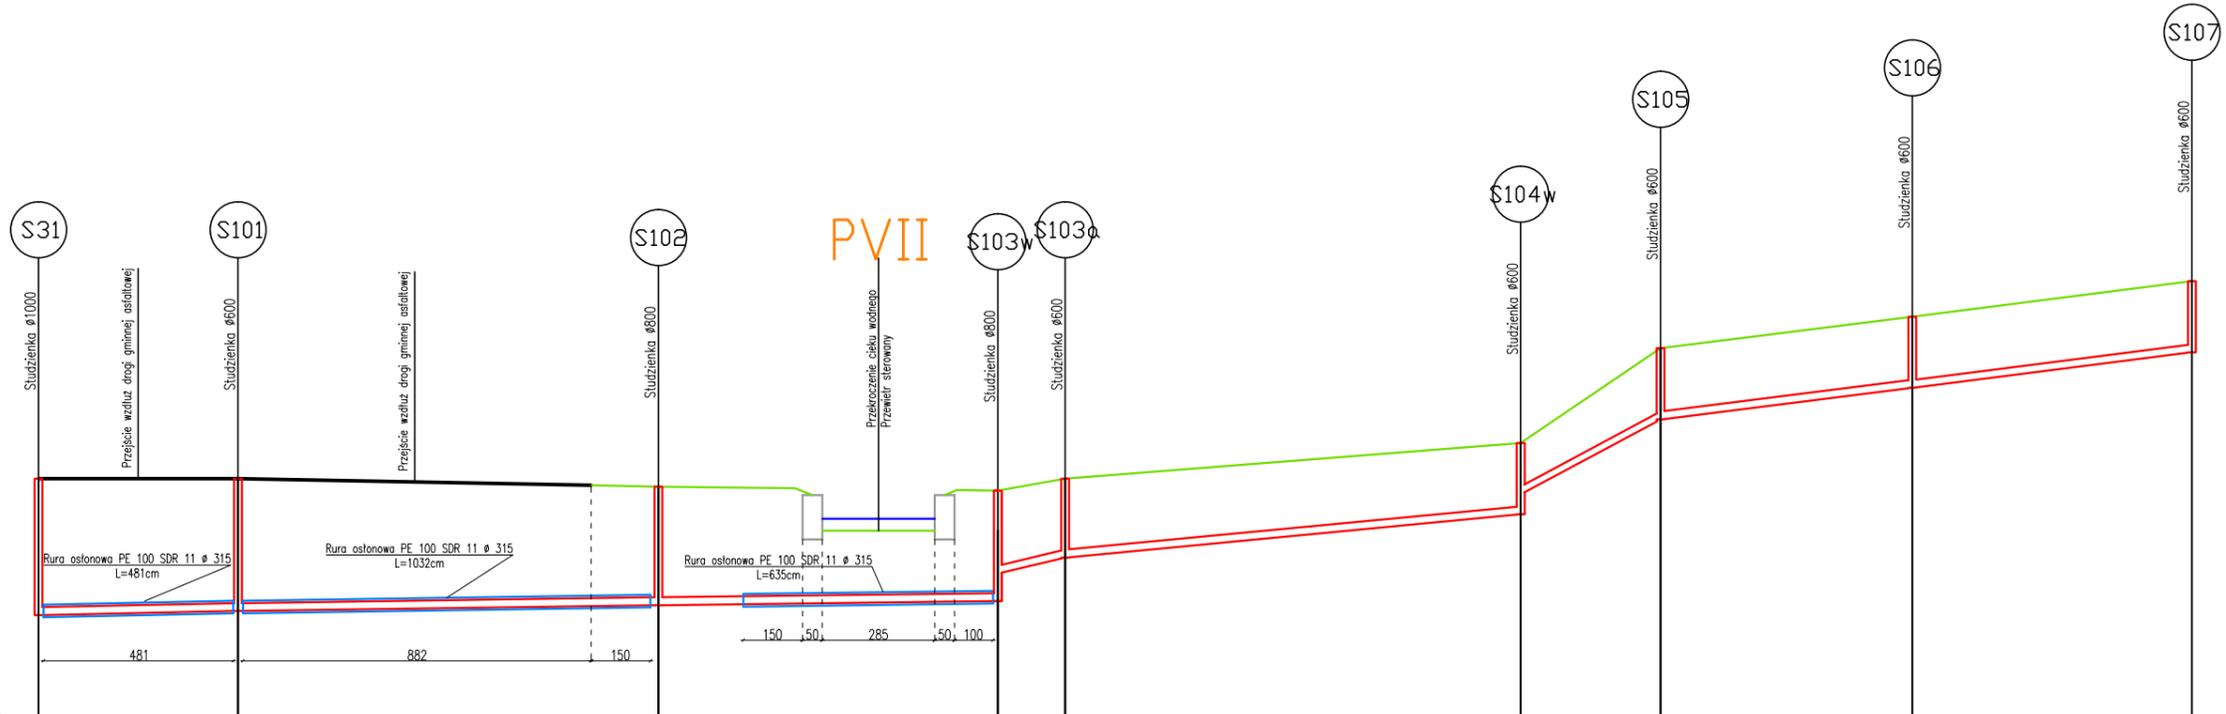 S31
S101
S102
PVII
S103w
S103a
S104w
S105
S106
S107
Studzienka ø1000
Przejście wzdłuż drogi gminnej asfaltowej
Studzienka ø600
Przejście wzdłuż drogi gminnej asfaltowej
Studzienka ø800
Przekroczenie cieku wodnego
Przewiert sterowany
Studzienka ø800
Studzienka ø600
Studzienka ø600
Studzienka ø600
Studzienka ø600
Studzienka ø600
Rura osłonowa PE 100 SDR 11 ø 315
L=481cm
Rura osłonowa PE 100 SDR 11 ø 315
L=1032cm
Rura osłonowa PE 100 SDR 11 ø 315
L=635cm
150 50 285 50 100
481 882 150